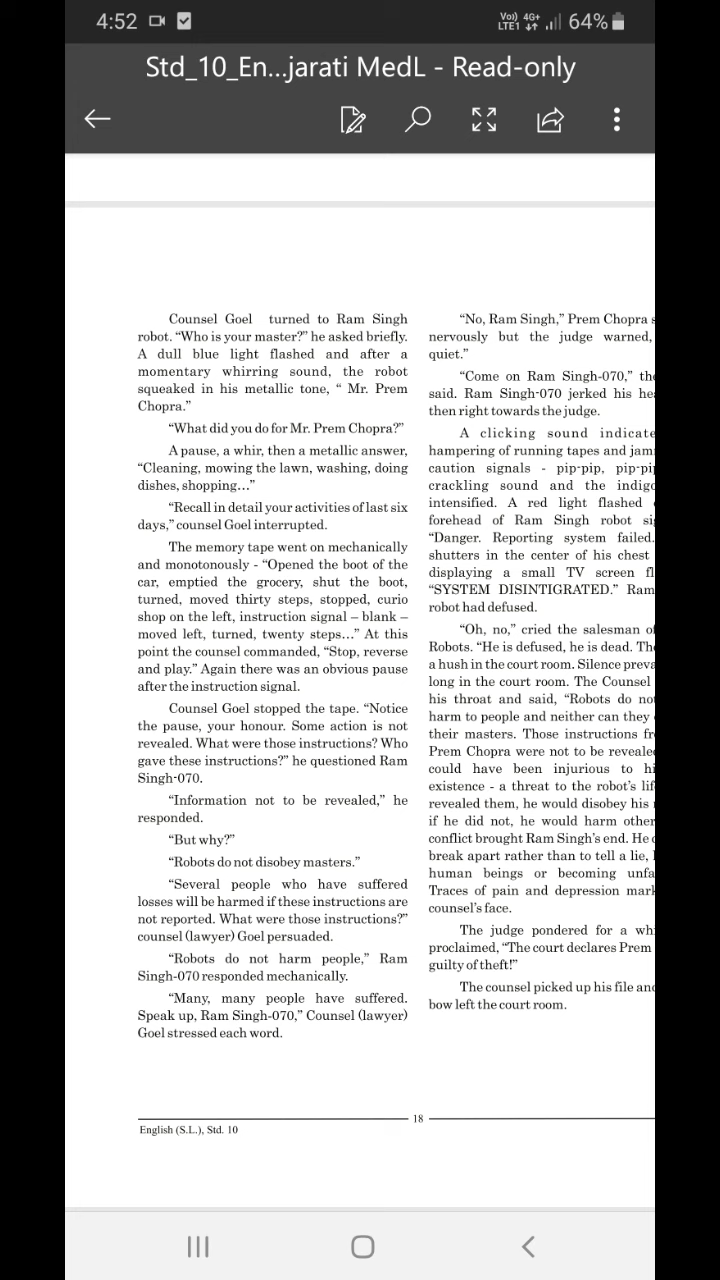 4:52
Vo) 4G+
LTE1
64%
Std_10_En...jarati MedL - Read-only
Counsel Goel turned to Ram Singh
robot. “Who is your master?” he asked briefly.
A dull blue light flashed and after a
momentary whirring sound, the robot
squeaked in his metallic tone, “ Mr. Prem
Chopra.”
“What did you do for Mr. Prem Chopra?”
A pause, a whir, then a metallic answer,
“Cleaning, mowing the lawn, washing, doing
dishes, shopping...”
“Recall in detail your activities of last six
days,” counsel Goel interrupted.
The memory tape went on mechanically
and monotonously - “Opened the boot of the
car, emptied the grocery, shut the boot,
turned, moved thirty steps, stopped, curio
shop on the left, instruction signal – blank –
moved left, turned, twenty steps...” At this
point the counsel commanded, “Stop, reverse
and play.” Again there was an obvious pause
after the instruction signal.
Counsel Goel stopped the tape. “Notice
the pause, your honour. Some action is not
revealed. What were those instructions? Who
gave these instructions?” he questioned Ram
Singh-070.
“Information not to be revealed,” he
responded.
“But why?”
“Robots do not disobey masters.”
“Several people who have suffered
losses will be harmed if these instructions are
not reported. What were those instructions?”
counsel (lawyer) Goel persuaded.
“Robots do not harm people,” Ram
Singh-070 responded mechanically.
“Many, many people have suffered.
Speak up, Ram Singh-070,” Counsel (lawyer)
Goel stressed each word.
“No, Ram Singh,” Prem Chopra
nervously but the judge warned,
quiet.”
“Come on Ram Singh-070,”
said. Ram Singh-070 jerked his
then right towards the judge.
A clicking sound
hampering of running tapes and
caution signals - pip-pip,
crackling sound and the
intensified. A red light flashed
forehead of Ram Singh robot
“Danger. Reporting system failed.
shutters in the center of his chest
displaying a small TV screen
“SYSTEM DISINTIGRATED.” Ram
robot had defused.
“Oh, no,” cried the salesman
Robots. “He is defused, he is dead.
a hush in the court room. Silence
long in the court room. The Counsel
his throat and said, “Robots do
harm to people and neither can they
their masters. Those instructions
Prem Chopra were not to be
could have been injurious to
existence - a threat to the robot’s
revealed them, he would disobey his
if he did not, he would harm
conflict brought Ram Singh’s end. He
break apart rather than to tell a lie,
human beings or becoming
Traces of pain and depression
counsel’s face.
The judge pondered for a
proclaimed, “The court declares Prem
guilty of theft!”
The counsel picked up his file
bow left the court room.
18
English (S.L.), Std. 10